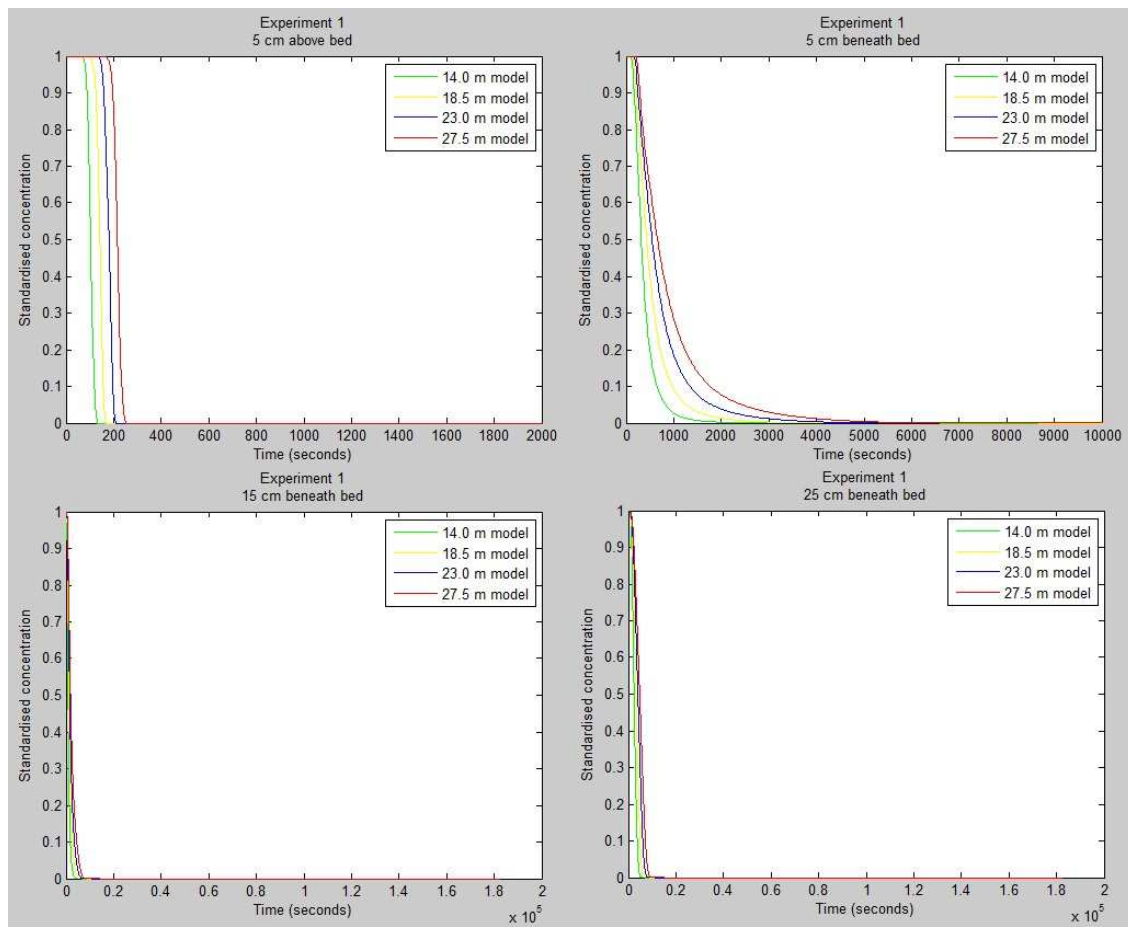 Experiment 1
5 cm above bed
1
0.9
0.8
0.7
0.6
0.5
0.4
0.3
0.2
0.1
0
Standardised concentration
14.0 m model
18.5 m model
23.0 m model
27.5 m model
0 200 400 600 800 1000 1200 1400 1600 1800 2000
Time (seconds)
Experiment 1
5 cm beneath bed
1
0.9
0.8
0.7
0.6
0.5
0.4
0.3
0.2
0.1
0
Standardised concentration
14.0 m model
18.5 m model
23.0 m model
27.5 m model
0 1000 2000 3000 4000 5000 6000 7000 8000 9000 10000
Time (seconds)
Experiment 1
15 cm beneath bed
1
0.9
0.8
0.7
0.6
0.5
0.4
0.3
0.2
0.1
0
Standardised concentration
14.0 m model
18.5 m model
23.0 m model
27.5 m model
0 0.2 0.4 0.6 0.8 1 1.2 1.4 1.6 1.8 2
Time (seconds)
x 10^5
Experiment 1
25 cm beneath bed
1
0.9
0.8
0.7
0.6
0.5
0.4
0.3
0.2
0.1
0
Standardised concentration
14.0 m model
18.5 m model
23.0 m model
27.5 m model
0 0.2 0.4 0.6 0.8 1 1.2 1.4 1.6 1.8 2
Time (seconds)
x 10^5